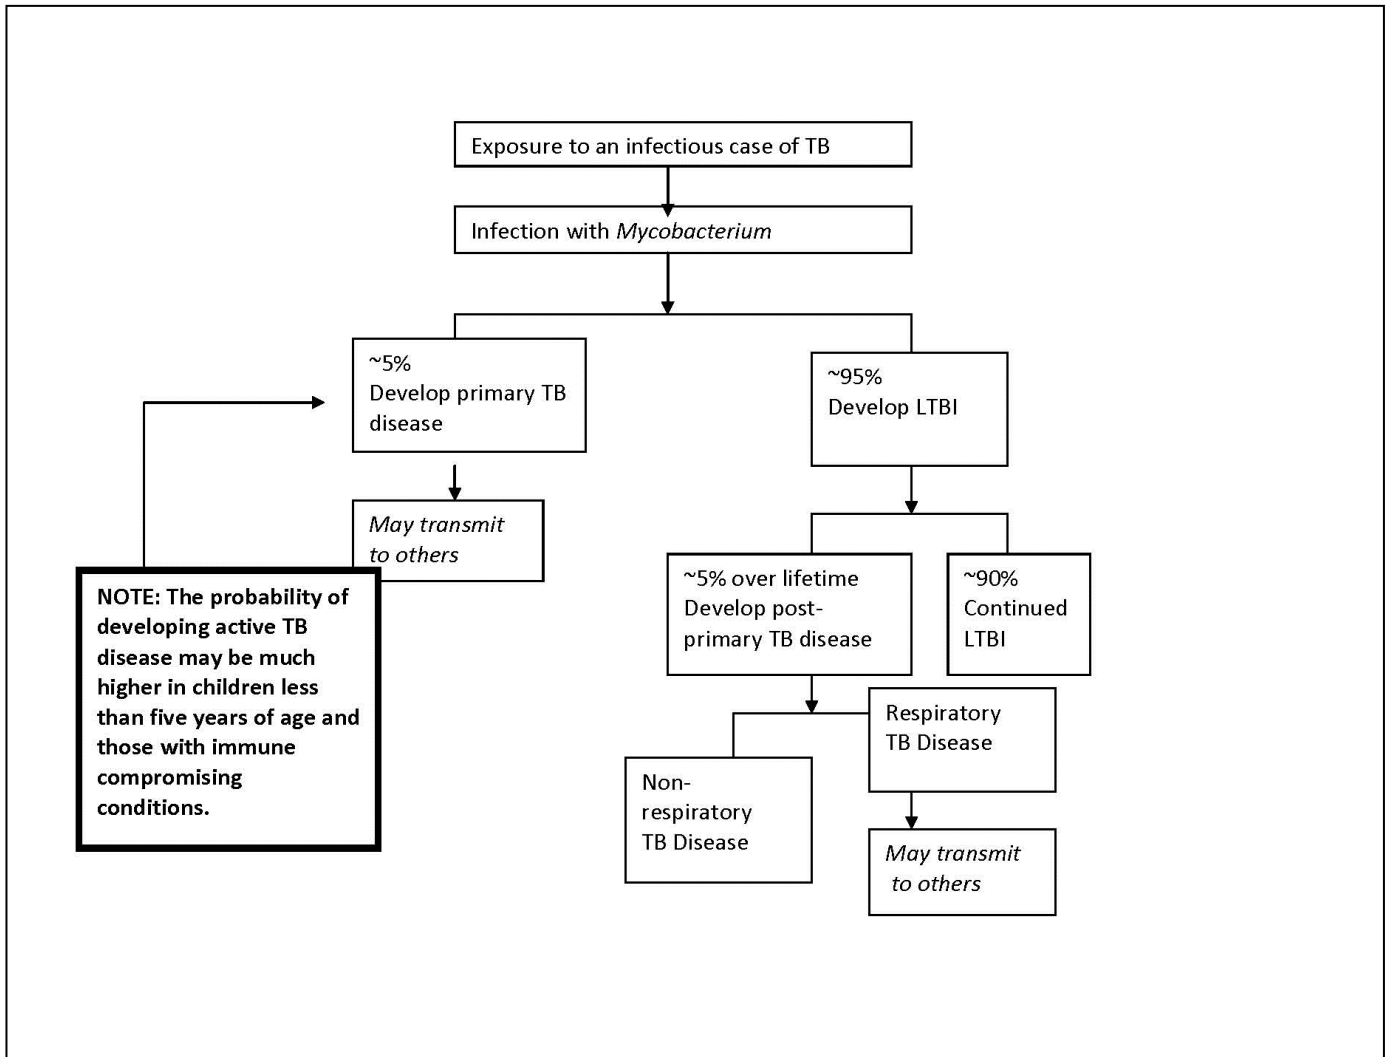 Exposure to an infectious case of TB
Infection with Mycobacterium
~5%
Develop primary TB
disease
~95%
Develop LTBI
May transmit
to others
~5% over lifetime
Develop post-
primary TB disease
~90%
Continued
LTBI
NOTE: The probability of
developing active TB
disease may be much
higher in children less
than five years of age and
those with immune
compromising
conditions.
Respiratory
TB Disease
Non-
respiratory
TB Disease
May transmit
to others